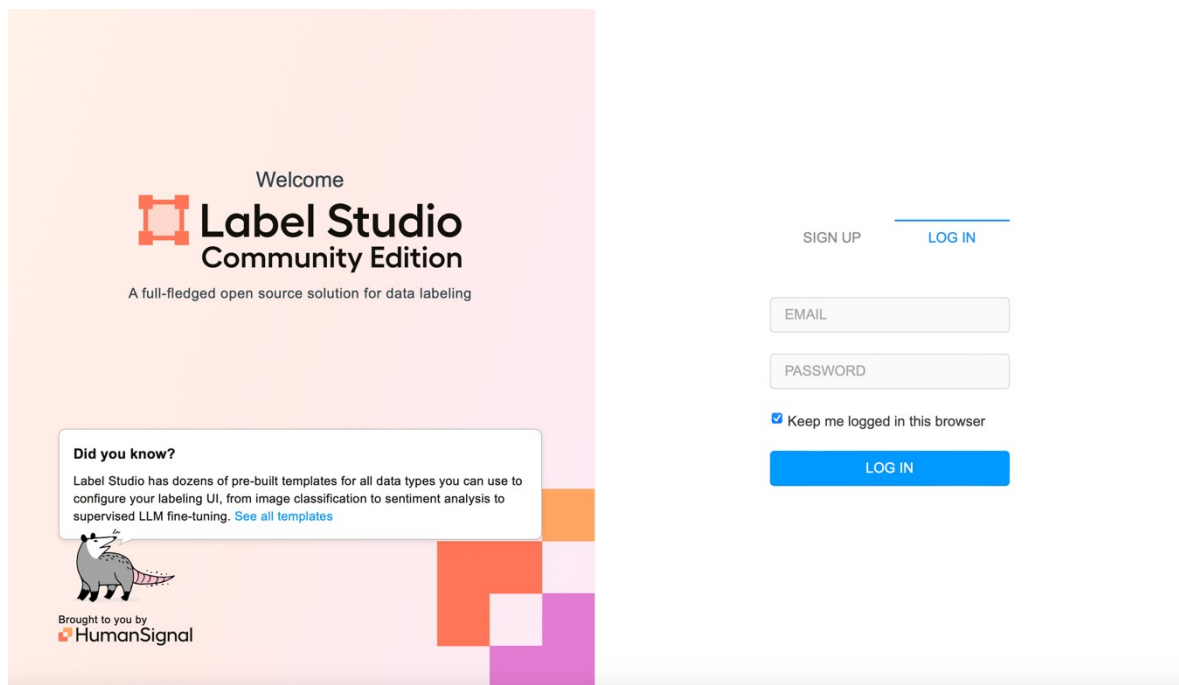 Welcome
Label Studio
Community Edition
A full-fledged open source solution for data labeling
Did you know?
Label Studio has dozens of pre-built templates for all data types you can use to
configure your labeling UI, from image classification to sentiment analysis to
supervised LLM fine-tuning. See all templates
Brought to you by
HumanSignal
SIGN UP
LOG IN
EMAIL
PASSWORD
Keep me logged in this browser
LOG IN